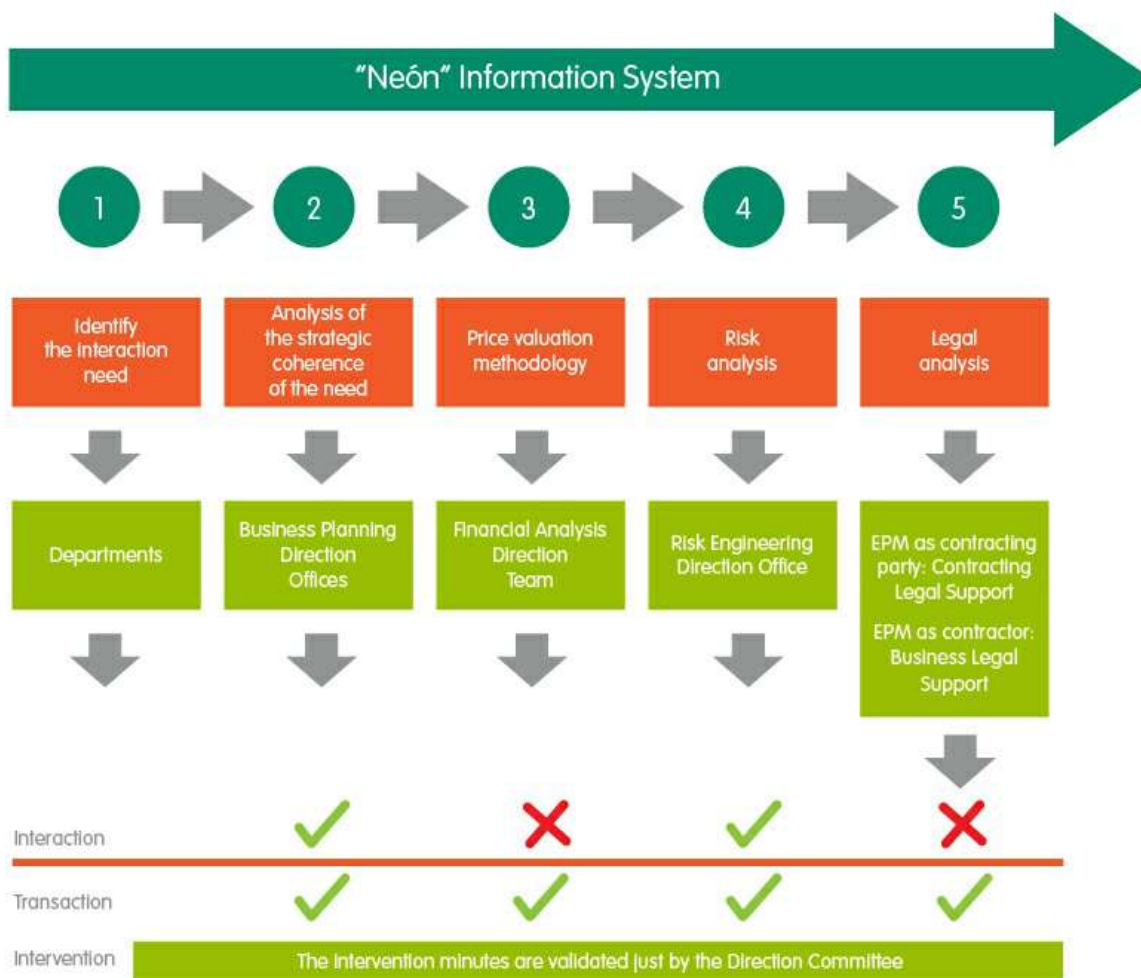 "Neón" Information System
1
2
3
4
5
Identify
the interaction
need
Analysis of
the strategic
coherence
of the need
Price valuation
methodology
Risk
analysis
Legal
analysis
Departments
Business Planning
Direction
Offices
Financial Analysis
Direction
Team
Risk Engineering
Direction Office
EPM as contracting
party: Contracting
Legal Support
EPM as contractor:
Business Legal
Support
Interaction
Transaction
Intervention
The intervention minutes are validated just by the Direction Committee